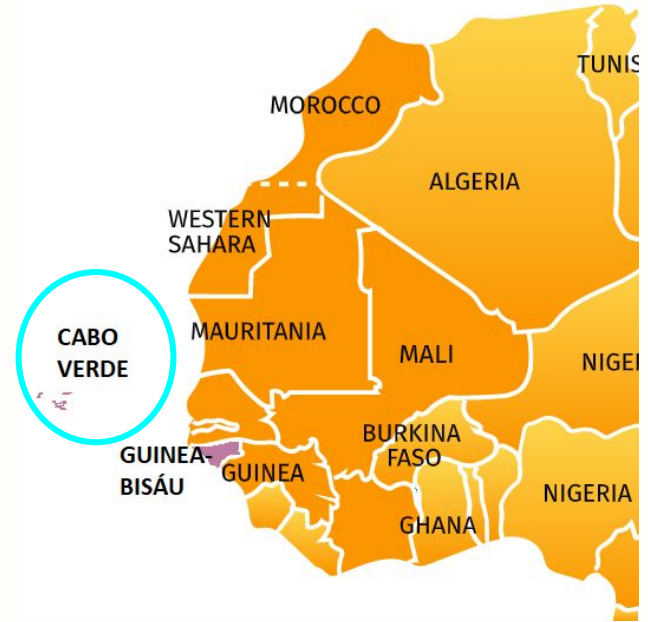 TUNIS
MOROCCO
ALGERIA
WESTERN
SAHARA
CABO
VERDE
MAURITANIA
MALI
NIGE
BURKINA
FASO
GUINEA-
BISÁU
GUINEA
NIGERIA
GHANA